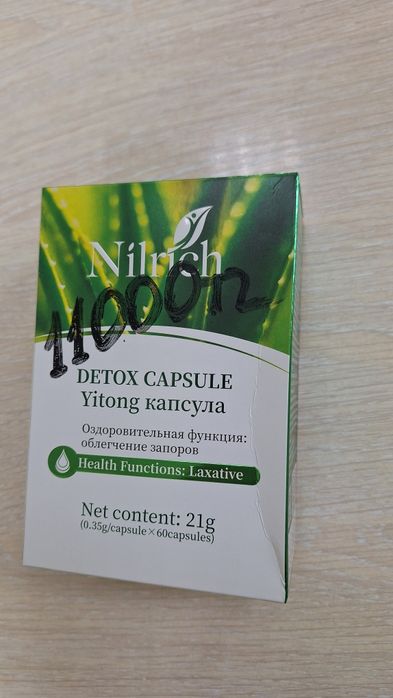 Nilrich
11000тг
DETOX CAPSULE
Yitong капсула
Оздоровительная функция:
облегчение запоров
Health Functions: Laxative
Net content: 21g
(0.35g/capsule×60capsules)